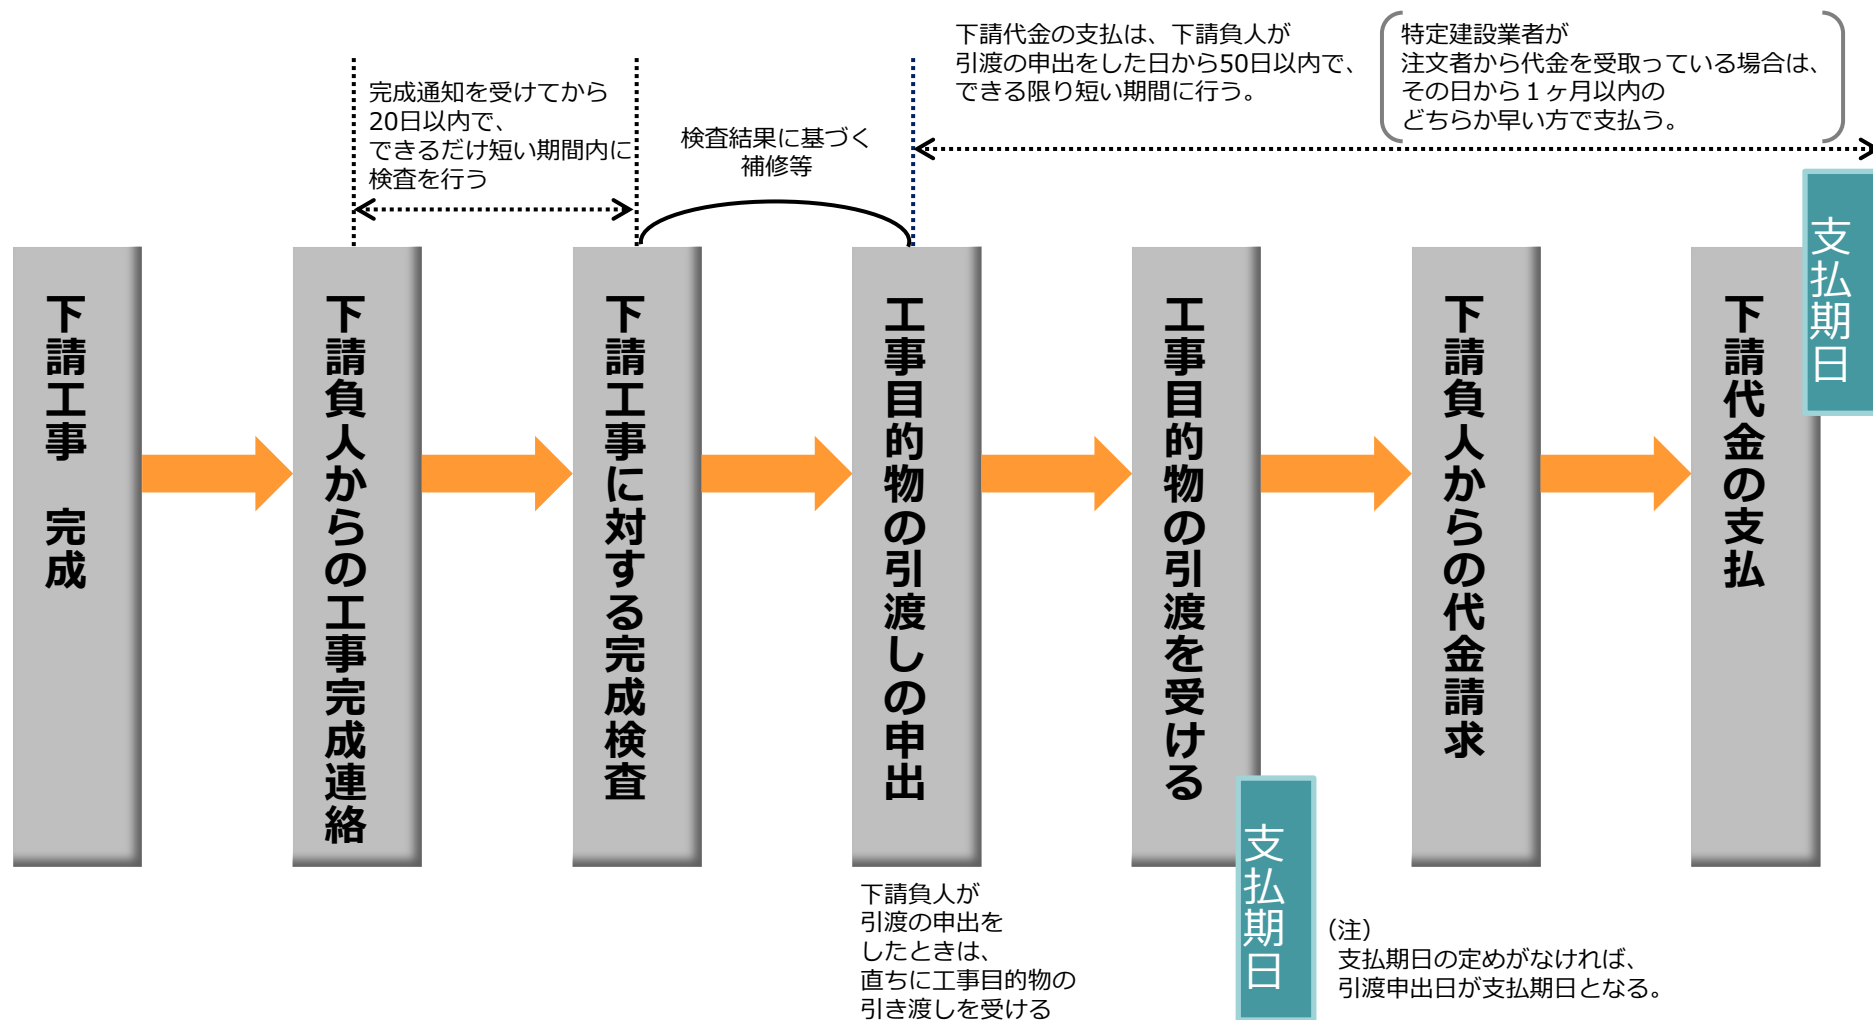 下請代金の支払は、下請負人が
引渡の申出をした日から50日以内で、
できる限り短い期間に行う。
特定建設業者が
注文者から代金を受取っている場合は、
その日から１ヶ月以内の
どちらか早い方で支払う。
完成通知を受けてから
20日以内で、
できるだけ短い期間内に
検査を行う
検査結果に基づく
補修等
下請工事　完成
下請負人からの工事完成連絡
下請工事に対する完成検査
工事目的物の引渡しの申出
工事目的物の引渡を受ける
下請負人からの代金請求
下請代金の支払
支払期日
支払期日
下請負人が
引渡の申出を
したときは、
直ちに工事目的物の
引き渡しを受ける
（注）
支払期日の定めがなければ、
引渡申出日が支払期日となる。